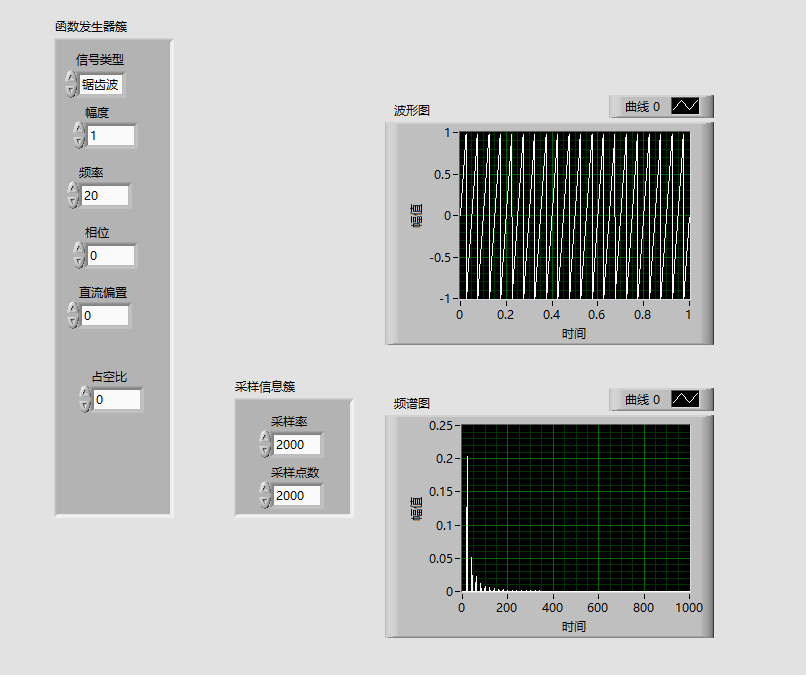 函数发生器簇
信号类型
锯齿波
幅度
1
频率
20
相位
0
直流偏置
0
占空比
0
采样信息簇
采样率
2000
采样点数
2000
波形图
曲线 0
幅值
1
0.5
0
-0.5
-1
0 0.2 0.4 0.6 0.8 1
时间
频谱图
曲线 0
幅值
0.25
0.2
0.15
0.1
0.05
0
0 200 400 600 800 1000
时间